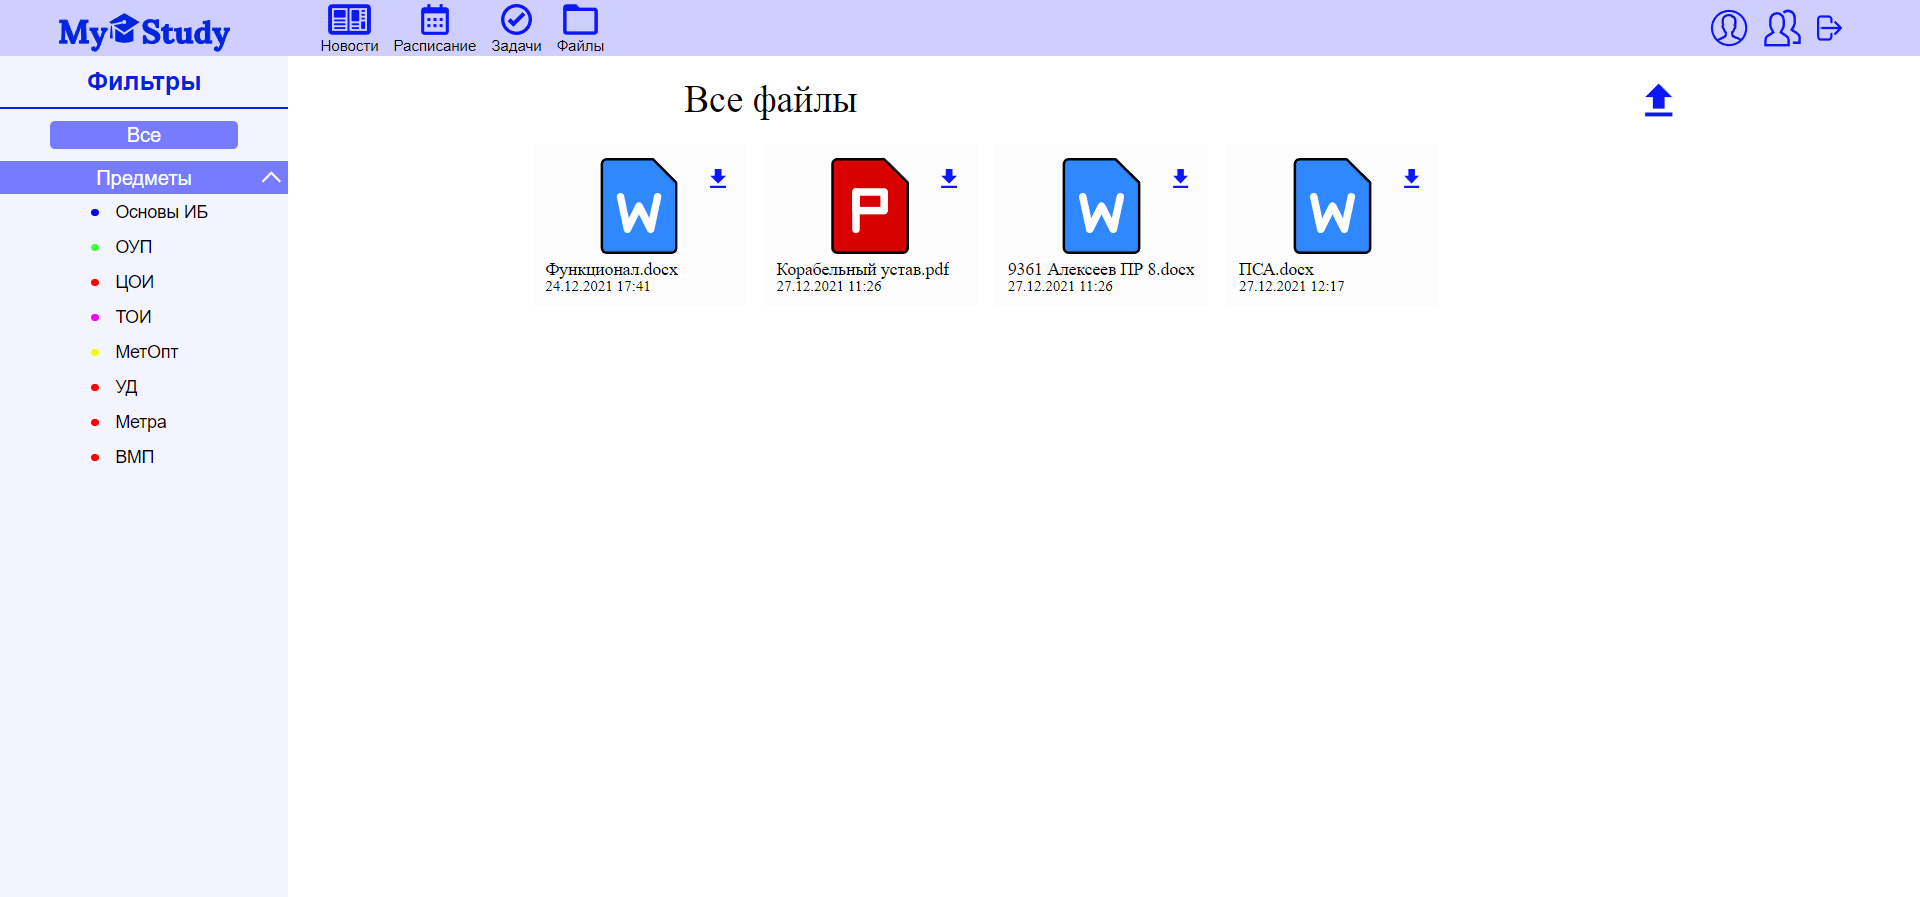 My Study
Новости Расписание Задачи Файлы
Фильтры
Все
Предметы
Основы ИБ
ОУП
ЦОИ
ТОИ
МетОпт
УД
Метра
ВМП
Все файлы
W
Функционал.docx
24.12.2021 17:41
P
Корабельный устав.pdf
27.12.2021 11:26
W
9361 Алексеев ПР 8.docx
27.12.2021 11:26
W
ПСА.docx
27.12.2021 12:17